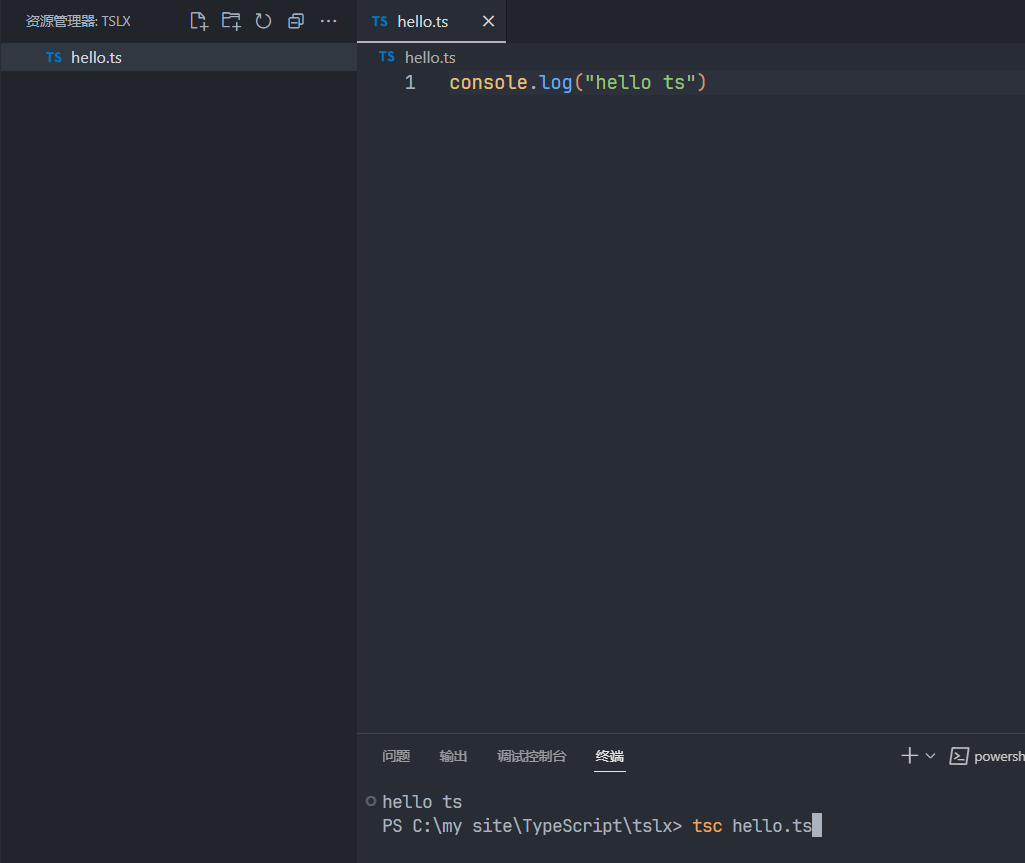 资源管理器: TSLX
TS hello.ts
TS hello.ts
TS hello.ts
1 console.log("hello ts")
问题 输出 调试控制台 终端 powersh
hello ts
PS C:\my site\TypeScript\tslx> tsc hello.ts